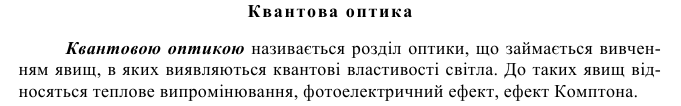 Квантова оптика
Квантовою оптикою називається розділ оптики, що займається вивчен-
ням явищ, в яких виявляються квантові властивості світла. До таких явищ від-
носяться теплове випромінювання, фотоелектричний ефект, ефект Комптона.